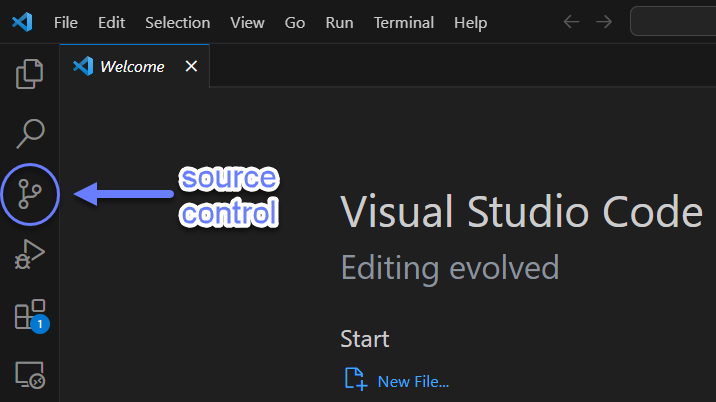 File Edit Selection View Go Run Terminal Help
Welcome
source
control
Visual Studio Code
Editing evolved
Start
1
New File...